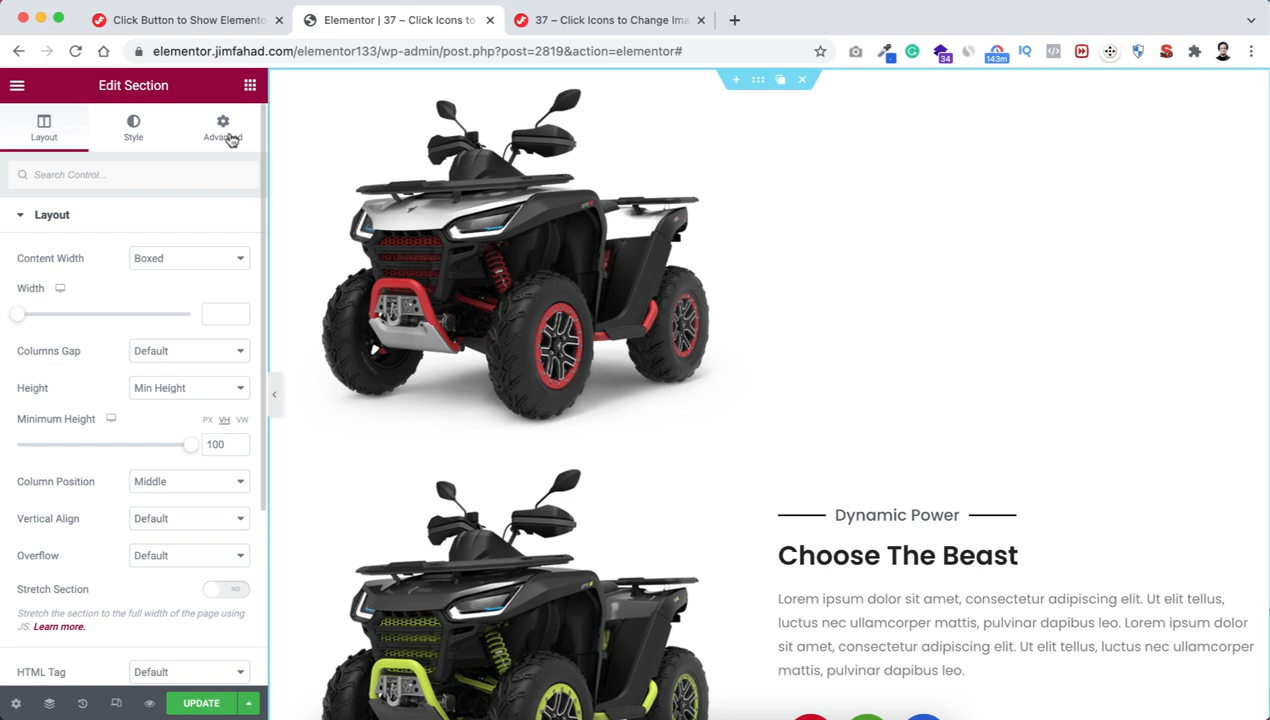 Click Button to Show Elemento
Elementor | 37 – Click Icons to
37 – Click Icons to Change Ima
elementor.jimfahad.com/elementor133/wp-admin/post.php?post=2819&action=elementor#
34
143m
IQ
Edit Section
Layout
Style
Advanced
Search Control...
Layout
Content Width
Boxed
Width
Columns Gap
Default
Height
Min Height
Minimum Height
PX VH VW
100
Column Position
Middle
Vertical Align
Default
Overflow
Default
Stretch Section
NO
Stretch the section to the full width of the page using
JS. Learn more.
HTML Tag
Default
UPDATE
Dynamic Power
Choose The Beast
Lorem ipsum dolor sit amet, consectetur adipiscing elit. Ut elit tellus,
luctus nec ullamcorper mattis, pulvinar dapibus leo. Lorem ipsum dolor
sit amet, consectetur adipiscing elit. Ut elit tellus, luctus nec ullamcorper
mattis, pulvinar dapibus leo.